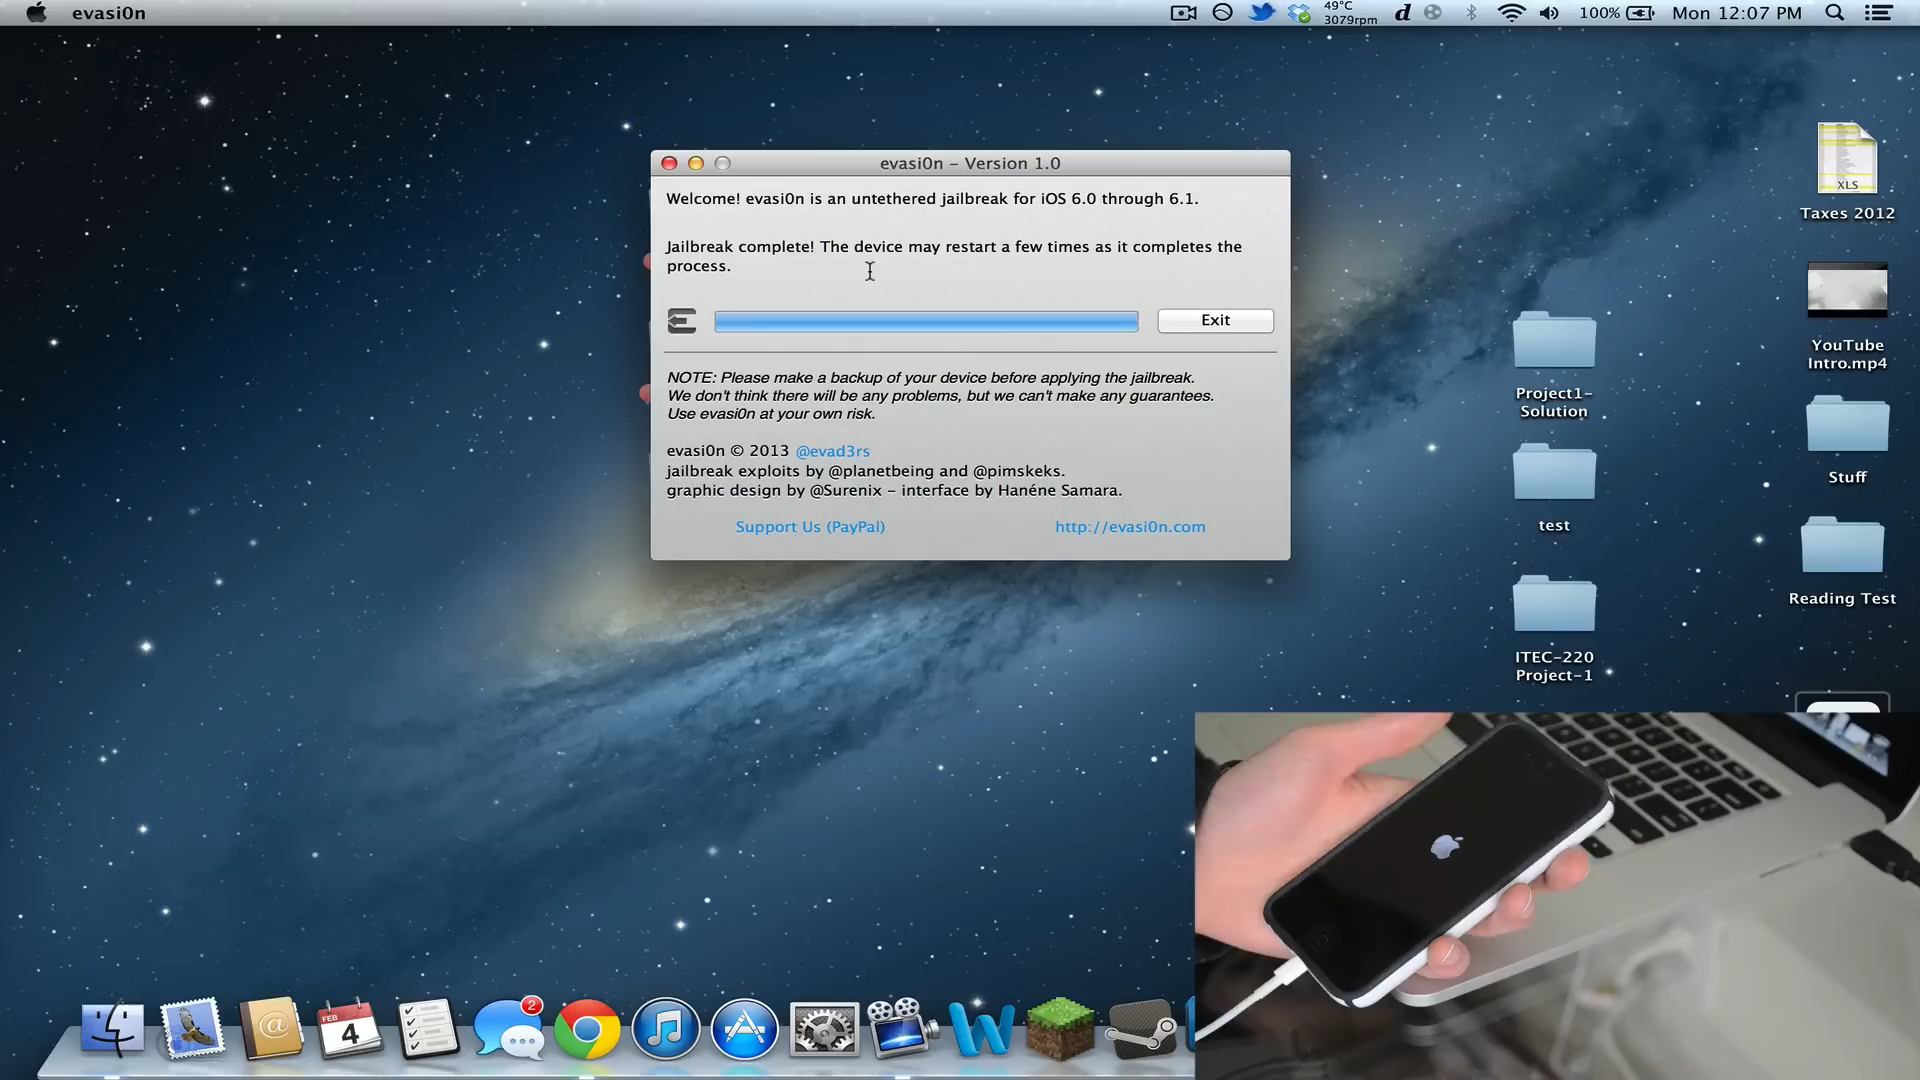 evasi0n
49°C
3079rpm
100%
Mon 12:07 PM
evasi0n – Version 1.0
Welcome! evasi0n is an untethered jailbreak for iOS 6.0 through 6.1.
Jailbreak complete! The device may restart a few times as it completes the
process.
Exit
NOTE: Please make a backup of your device before applying the jailbreak.
We don't think there will be any problems, but we can't make any guarantees.
Use evasi0n at your own risk.
evasi0n © 2013 @evad3rs
jailbreak exploits by @planetbeing and @pimskeks.
graphic design by @Surenix – interface by Hanéne Samara.
Support Us (PayPal)
http://evasi0n.com
XLS
Taxes 2012
YouTube
Intro.mp4
Project1-
Solution
Stuff
test
Reading Test
ITEC-220
Project-1
FEB
4
2